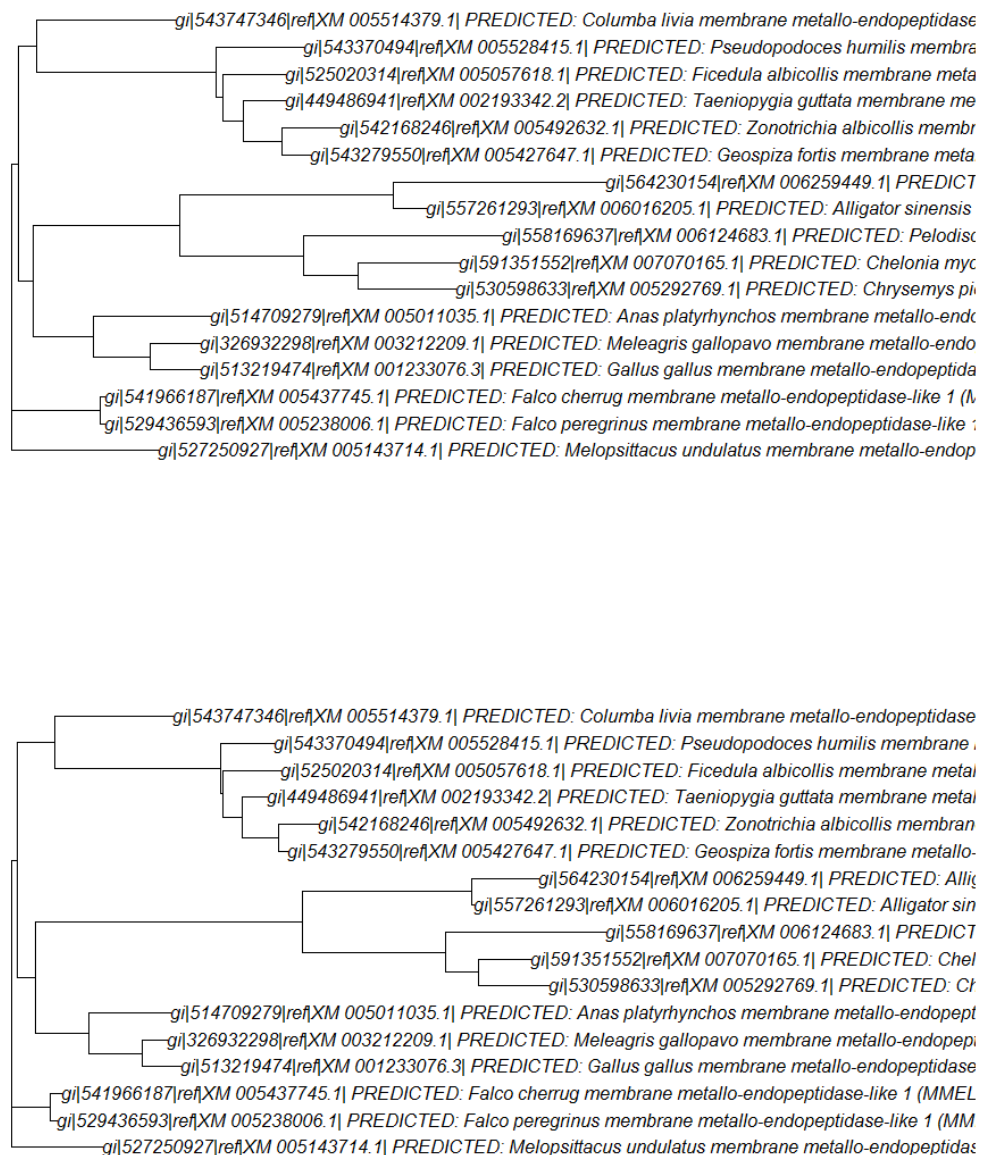 gi|543747346|ref|XM 005514379.1| PREDICTED: Columba livia membrane metallo-endopeptidase
gi|543370494|ref|XM 005528415.1| PREDICTED: Pseudopodoces humilis membra
gi|525020314|ref|XM 005057618.1| PREDICTED: Ficedula albicollis membrane meta
gi|449486941|ref|XM 002193342.2| PREDICTED: Taeniopygia guttata membrane me
gi|542168246|ref|XM 005492632.1| PREDICTED: Zonotrichia albicollis membr
gi|543279550|ref|XM 005427647.1| PREDICTED: Geospiza fortis membrane meta
gi|564230154|ref|XM 006259449.1| PREDICT
gi|557261293|ref|XM 006016205.1| PREDICTED: Alligator sinensis
gi|558169637|ref|XM 006124683.1| PREDICTED: Pelodisc
gi|591351552|ref|XM 007070165.1| PREDICTED: Chelonia myd
gi|530598633|ref|XM 005292769.1| PREDICTED: Chrysemys pi
gi|514709279|ref|XM 005011035.1| PREDICTED: Anas platyrhynchos membrane metallo-endo
gi|326932298|ref|XM 003212209.1| PREDICTED: Meleagris gallopavo membrane metallo-endo
gi|513219474|ref|XM 001233076.3| PREDICTED: Gallus gallus membrane metallo-endopeptida
gi|541966187|ref|XM 005437745.1| PREDICTED: Falco cherrug membrane metallo-endopeptidase-like 1 (M
gi|529436593|ref|XM 005238006.1| PREDICTED: Falco peregrinus membrane metallo-endopeptidase-like 1
gi|527250927|ref|XM 005143714.1| PREDICTED: Melopsittacus undulatus membrane metallo-endop
gi|543747346|ref|XM 005514379.1| PREDICTED: Columba livia membrane metallo-endopeptidase
gi|543370494|ref|XM 005528415.1| PREDICTED: Pseudopodoces humilis membrane
gi|525020314|ref|XM 005057618.1| PREDICTED: Ficedula albicollis membrane metal
gi|449486941|ref|XM 002193342.2| PREDICTED: Taeniopygia guttata membrane metal
gi|542168246|ref|XM 005492632.1| PREDICTED: Zonotrichia albicollis membran
gi|543279550|ref|XM 005427647.1| PREDICTED: Geospiza fortis membrane metallo-
gi|564230154|ref|XM 006259449.1| PREDICTED: Allig
gi|557261293|ref|XM 006016205.1| PREDICTED: Alligator sin
gi|558169637|ref|XM 006124683.1| PREDICT
gi|591351552|ref|XM 007070165.1| PREDICTED: Chel
gi|530598633|ref|XM 005292769.1| PREDICTED: Ch
gi|514709279|ref|XM 005011035.1| PREDICTED: Anas platyrhynchos membrane metallo-endopept
gi|326932298|ref|XM 003212209.1| PREDICTED: Meleagris gallopavo membrane metallo-endopept
gi|513219474|ref|XM 001233076.3| PREDICTED: Gallus gallus membrane metallo-endopeptidase
gi|541966187|ref|XM 005437745.1| PREDICTED: Falco cherrug membrane metallo-endopeptidase-like 1 (MMEL
gi|529436593|ref|XM 005238006.1| PREDICTED: Falco peregrinus membrane metallo-endopeptidase-like 1 (MM
gi|527250927|ref|XM 005143714.1| PREDICTED: Melopsittacus undulatus membrane metallo-endopeptidas